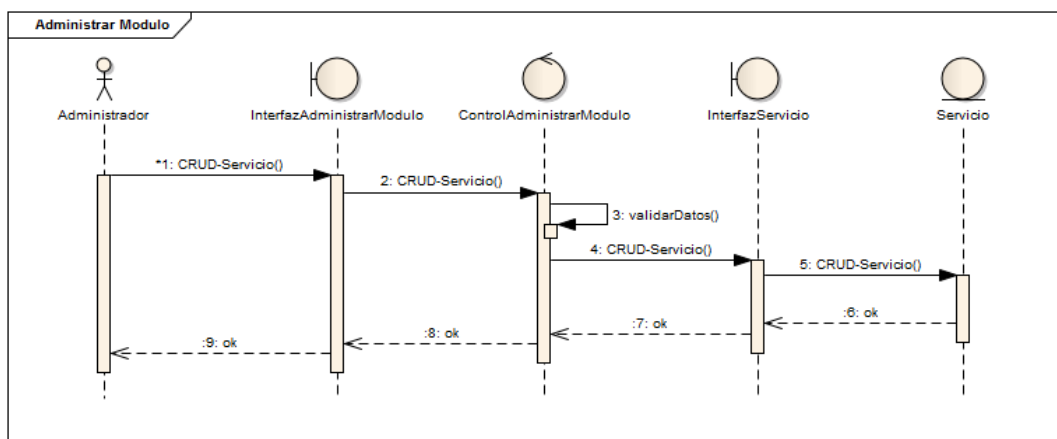 Administrar Modulo
Administrador
InterfazAdministrarModulo
ControlAdministrarModulo
InterfazServicio
Servicio
*1: CRUD-Servicio()
2: CRUD-Servicio()
3: validarDatos()
4: CRUD-Servicio()
5: CRUD-Servicio()
:6: ok
:7: ok
:8: ok
:9: ok